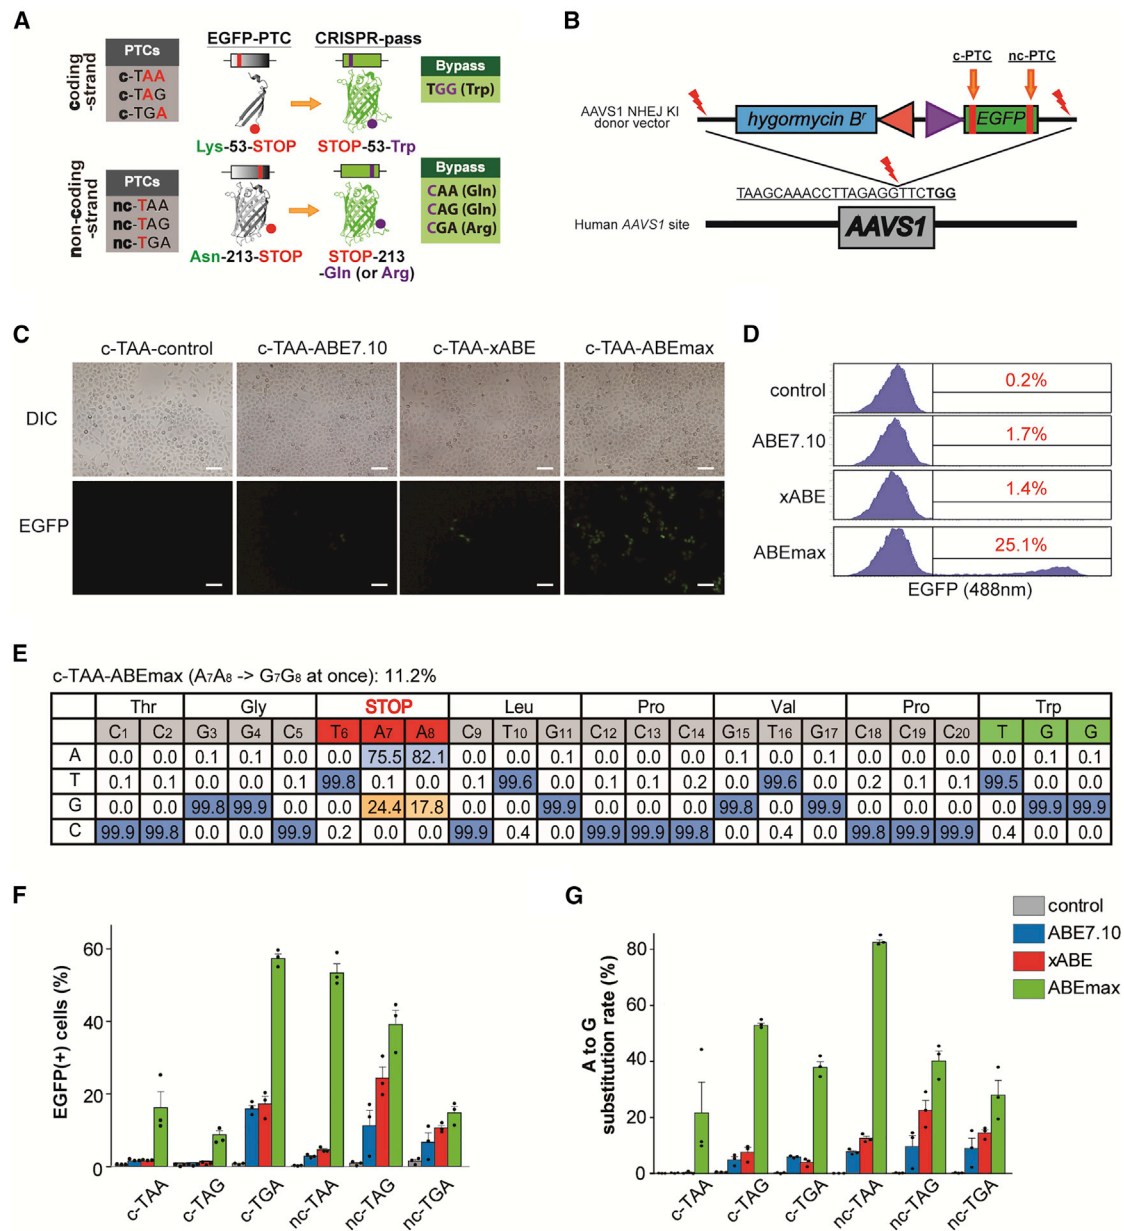 A
EGFP-PTC CRISPR-pass
coding
-strand
PTCs
c-TAA
c-TAG
c-TGA
Bypass
TGG (Trp)
Lys-53-STOP STOP-53-Trp
non-coding
-strand
PTCs
nc-TAA
nc-TAG
nc-TGA
Bypass
CAA (Gln)
CAG (Gln)
CGA (Arg)
Asn-213-STOP STOP-213
-Gln (or Arg)
B
c-PTC nc-PTC
AAVS1 NHEJ KI
donor vector
hygormycin Bʳ EGFP
TAAGCAAACCTTAGAGGTTCTGG
Human AAVS1 site
AAVS1
C
c-TAA-control c-TAA-ABE7.10 c-TAA-xABE c-TAA-ABEmax
DIC
EGFP
D
control 0.2%
ABE7.10 1.7%
xABE 1.4%
ABEmax 25.1%
EGFP (488nm)
E
c-TAA-ABEmax (A₇A₈ -> G₇G₈ at once): 11.2%
Thr Gly STOP Leu Pro Val Pro Trp
C₁ C₂ G₃ G₄ C₅ T₆ A₇ A₈ C₉ T₁₀ G₁₁ C₁₂ C₁₃ C₁₄ G₁₅ T₁₆ G₁₇ C₁₈ C₁₉ C₂₀ T G G
A 0.0 0.0 0.1 0.1 0.0 0.0 75.5 82.1 0.0 0.0 0.1 0.0 0.0 0.0 0.1 0.0 0.1 0.0 0.0 0.0 0.0 0.1 0.1
T 0.1 0.1 0.0 0.0 0.1 99.8 0.1 0.0 0.1 99.6 0.0 0.1 0.1 0.2 0.0 99.6 0.0 0.2 0.1 0.1 99.5 0.0 0.0
G 0.0 0.0 99.8 99.9 0.0 0.0 24.4 17.8 0.0 0.0 99.9 0.0 0.0 0.0 99.8 0.0 99.9 0.0 0.0 0.0 0.0 99.9 99.9
C 99.9 99.8 0.0 0.0 99.9 0.2 0.0 0.0 99.9 0.4 0.0 99.9 99.9 99.8 0.0 0.4 0.0 99.8 99.9 99.9 0.4 0.0 0.0
F
EGFP(+) cells (%)
60
40
20
0
c-TAA c-TAG c-TGA nc-TAA nc-TAG nc-TGA
G
A to G
substitution rate (%)
80
60
40
20
0
c-TAA c-TAG c-TGA nc-TAA nc-TAG nc-TGA
control
ABE7.10
xABE
ABEmax